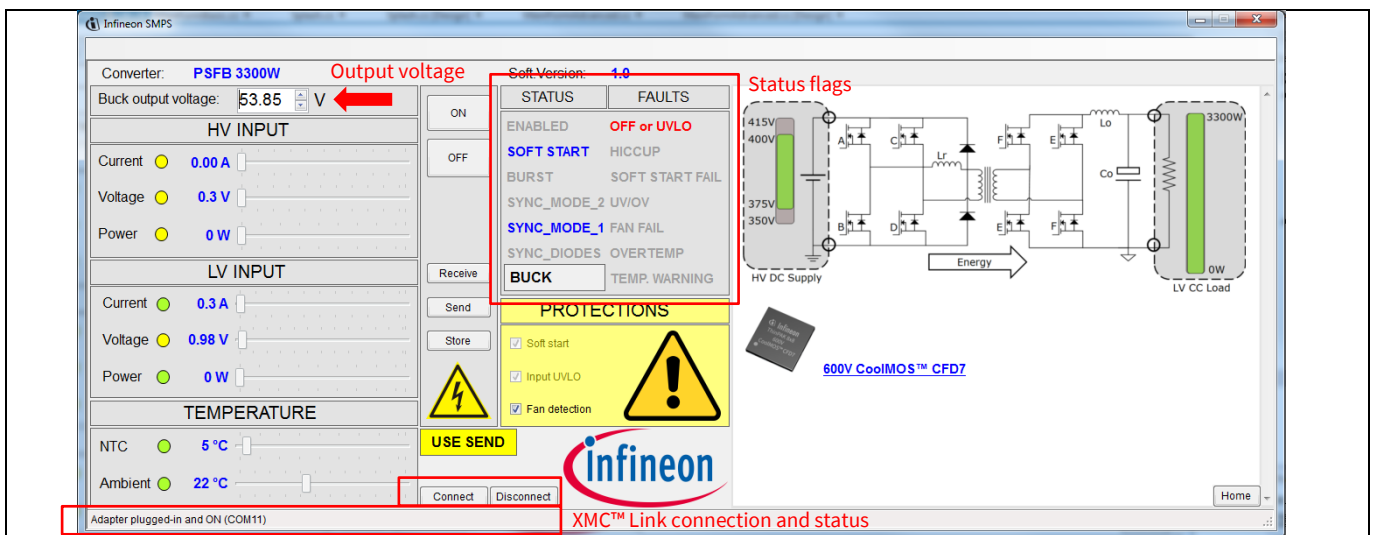 Infineon SMPS
Converter: PSFB 3300W Output voltage Soft.Version: 1.0
Buck output voltage: 53.85 V
HV INPUT
Current 0.00 A
Voltage 0.3 V
Power 0 W
LV INPUT
Current 0.3 A
Voltage 0.98 V
Power 0 W
TEMPERATURE
NTC 5 °C
Ambient 22 °C
ON
OFF
Receive
Send
Store
USE SEND
Connect Disconnect
Status flags
STATUS FAULTS
ENABLED OFF or UVLO
SOFT START HICCUP
BURST SOFT START FAIL
SYNC_MODE_2 UV/OV
SYNC_MODE_1 FAN FAIL
SYNC_DIODES OVERTEMP
BUCK TEMP. WARNING
PROTECTIONS
Soft start
Input UVLO
Fan detection
infineon
415V
400V
375V
350V
HV DC Supply
A
C
Lr
F
E
Lo
B
D
E
F
Co
Energy
3300W
0W
LV CC Load
Infineon
600V CoolMOS™ CFD7
Home
Adapter plugged-in and ON (COM11)
XMC™ Link connection and status